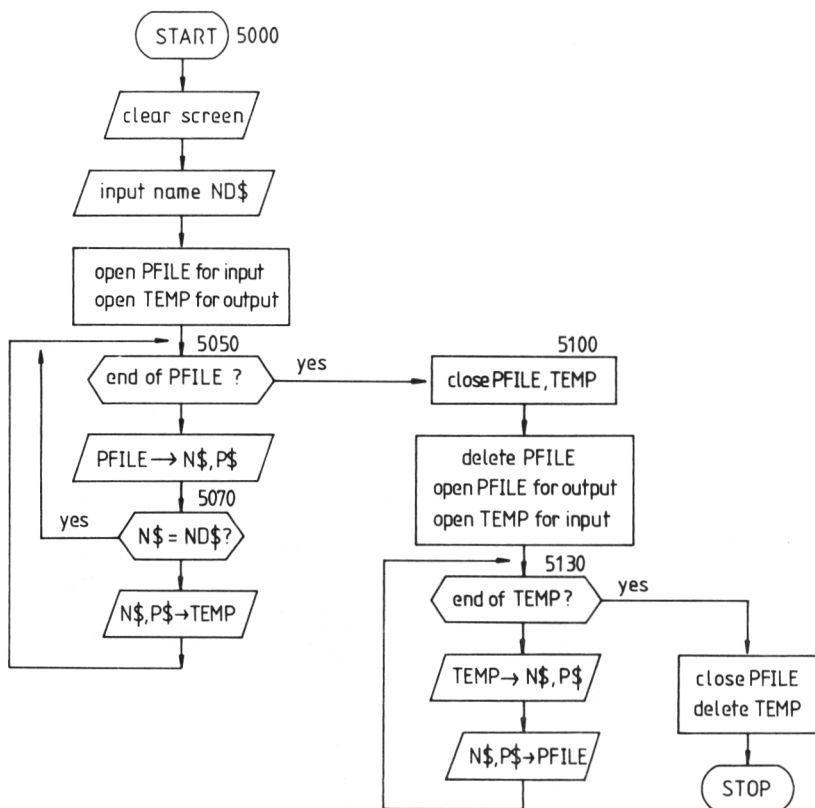 START 5000
clear screen
input name ND$
open PFILE for input
open TEMP for output
5050
end of PFILE ?
yes
PFILE → N$,P$
5070
yes
N$ = ND$?
N$,P$→TEMP
5100
close PFILE,TEMP
delete PFILE
open PFILE for output
open TEMP for input
5130
end of TEMP ?
yes
TEMP → N$,P$
N$,P$→PFILE
close PFILE
delete TEMP
STOP